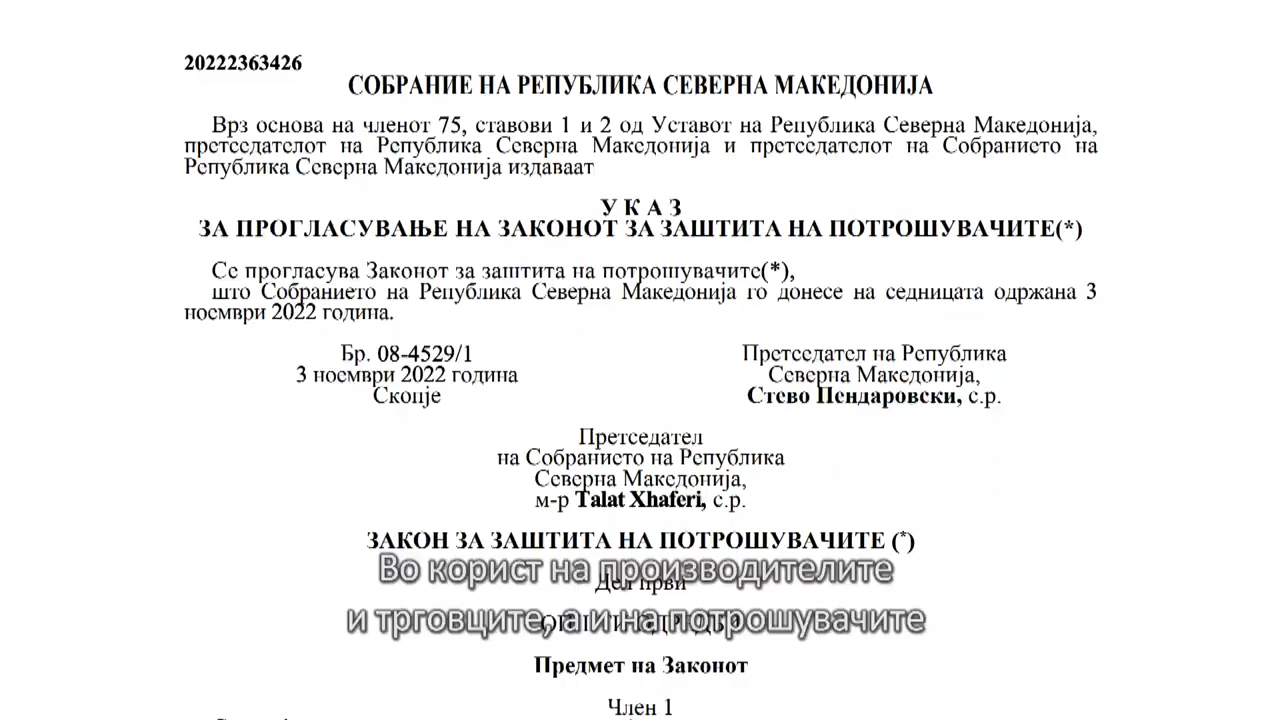 20222363426
СОБРАНИЕ НА РЕПУБЛИКА СЕВЕРНА МАКЕДОНИЈА
Врз основа на членот 75, ставови 1 и 2 од Уставот на Република Северна Македонија,
претседателот на Република Северна Македонија и претседателот на Собранието на
Република Северна Македонија издаваат
У К А З
ЗА ПРОГЛАСУВАЊЕ НА ЗАКОНОТ ЗА ЗАШТИТА НА ПОТРОШУВАЧИТЕ(*)
Се прогласува Законот за заштита на потрошувачите(*),
што Собранието на Република Северна Македонија го донесе на седницата одржана 3
ноември 2022 година.
Бр. 08-4529/1
3 ноември 2022 година
Скопје
Претседател на Република
Северна Македонија,
Стево Пендаровски, с.р.
Претседател
на Собранието на Република
Северна Македонија,
м-р Talat Xhaferi, с.р.
ЗАКОН ЗА ЗАШТИТА НА ПОТРОШУВАЧИТЕ (*)
Во корист на производителите
Дел први
и трговците, а и на потрошувачите
Предмет на Законот
Член 1